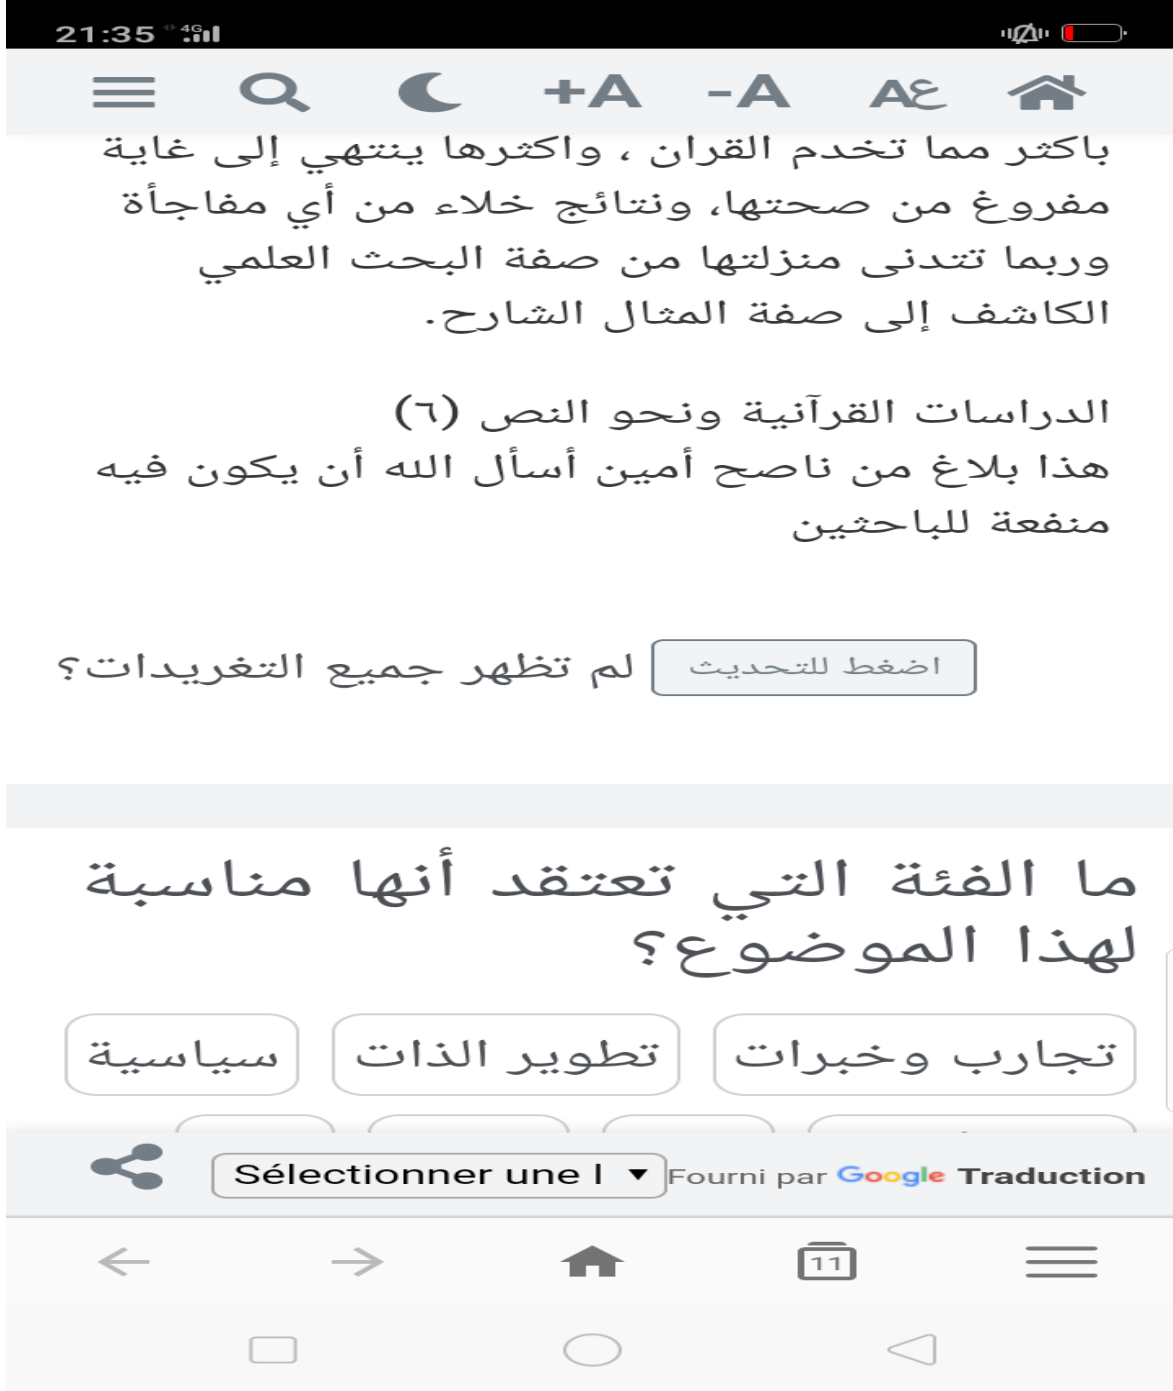 21:35 4G
+A -A Aع
باكثر مما تخدم القران ، واكثرها ينتهي إلى غاية
مفروغ من صحتها، ونتائج خلاء من أي مفاجأة
وربما تتدنى منزلتها من صفة البحث العلمي
الكاشف إلى صفة المثال الشارح.
الدراسات القرآنية ونحو النص (٦)
هذا بلاغ من ناصح أمين أسأل الله أن يكون فيه
منفعة للباحثين
اضغط للتحديث لم تظهر جميع التغريدات؟
ما الفئة التي تعتقد أنها مناسبة
لهذا الموضوع؟
تجارب وخبرات تطوير الذات سياسية
Sélectionner une l ▼ Fourni par Google Traduction
11